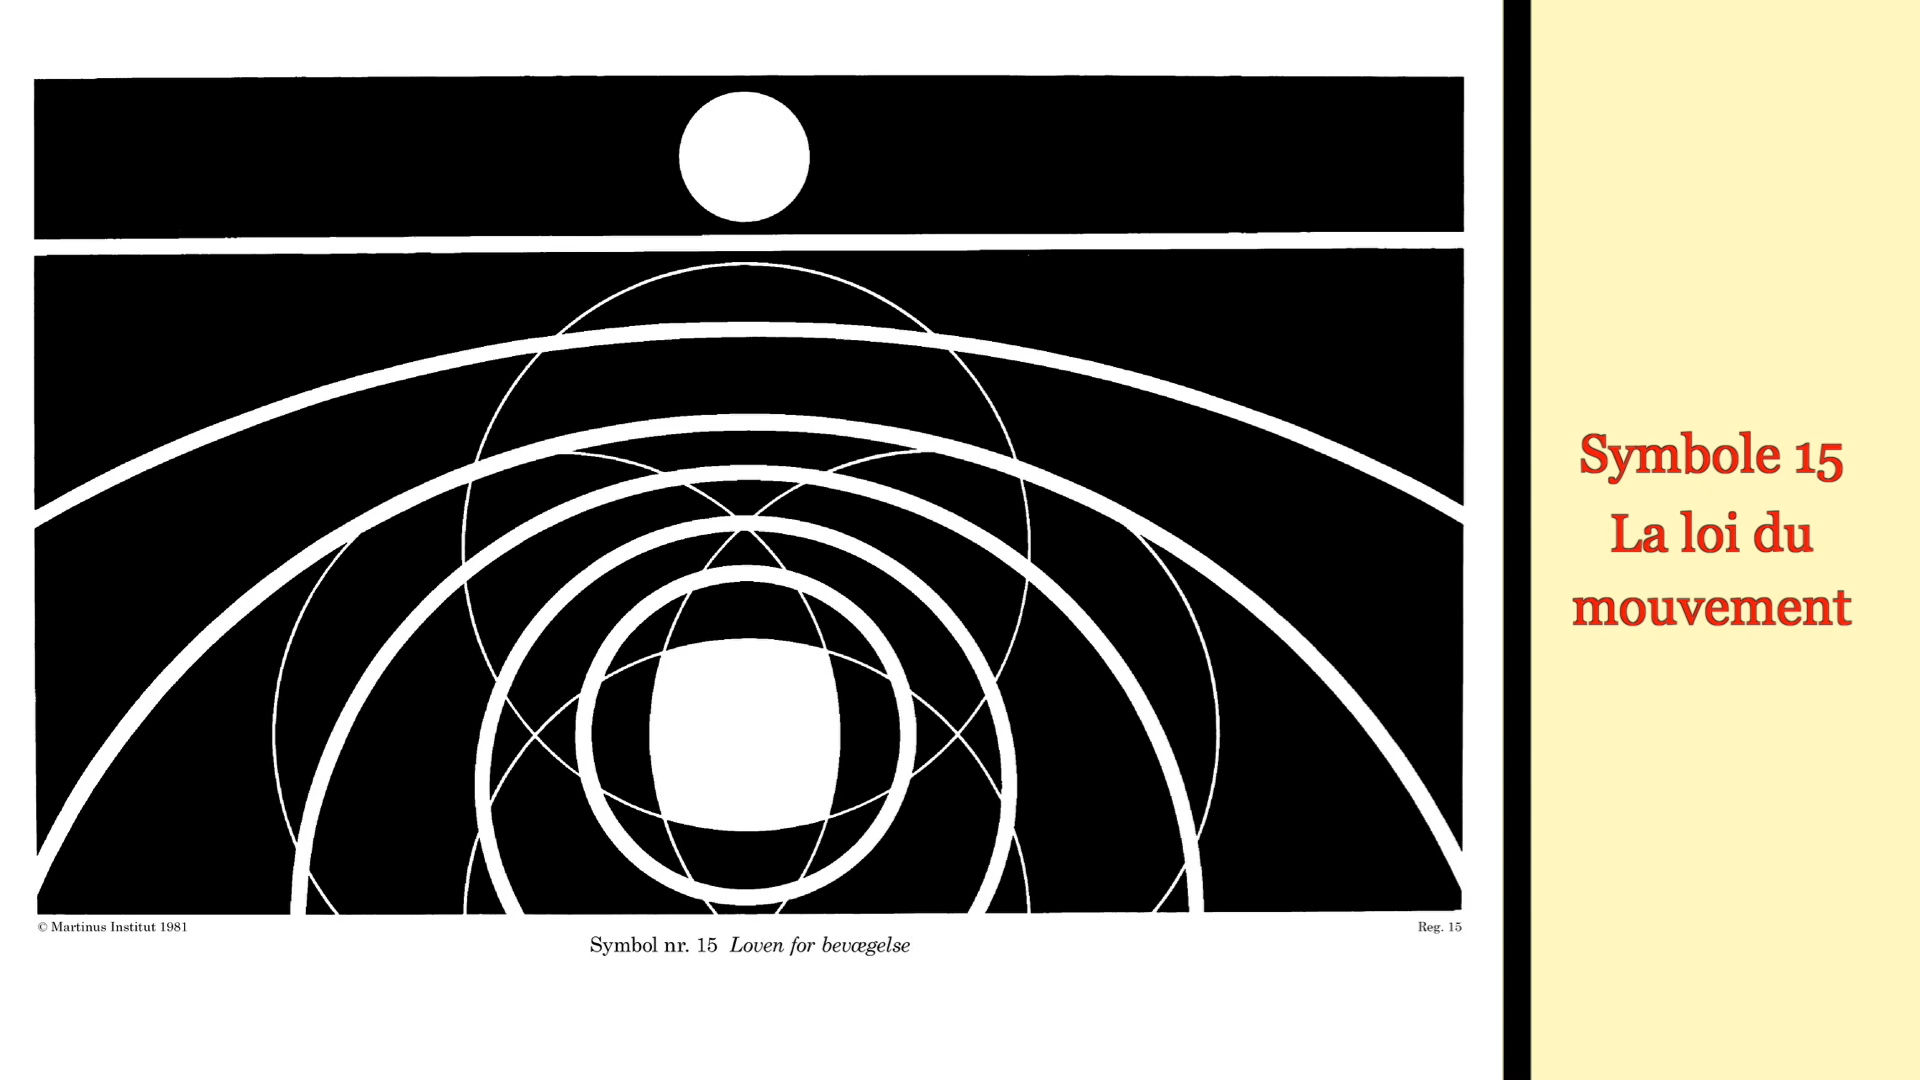 © Martinus Institut 1981
Reg. 15
Symbol nr. 15 Loven for bevægelse
Symbole 15
La loi du
mouvement